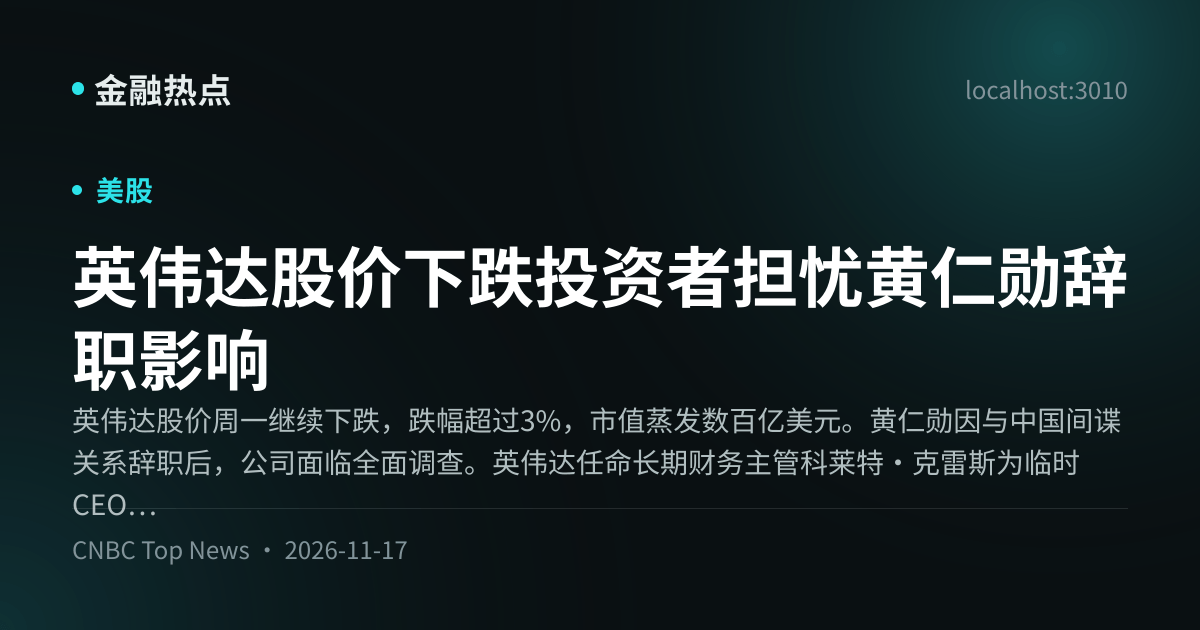 金融热点
localhost:3010
美股
英伟达股价下跌投资者担忧黄仁勋辞
职影响
英伟达股价周一继续下跌，跌幅超过3%，市值蒸发数百亿美元。黄仁勋因与中国间谍
关系辞职后，公司面临全面调查。英伟达任命长期财务主管科莱特・克雷斯为临时
CEO…
CNBC Top News • 2026-11-17